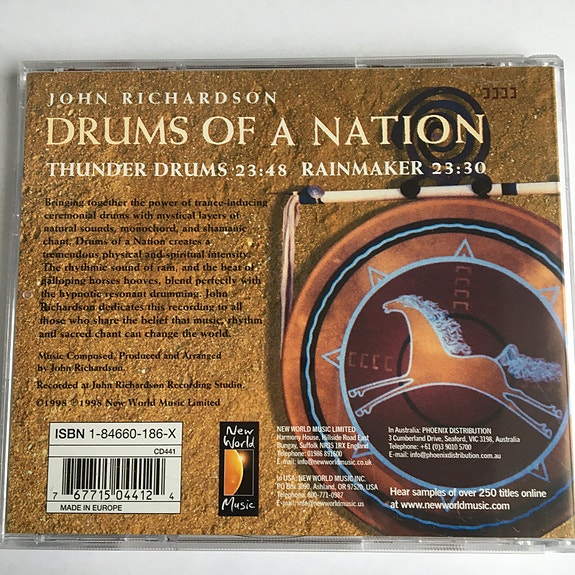 JOHN RICHARDSON
DRUMS OF A NATION
THUNDER DRUMS 23:48 RAINMAKER 23:30
Bringing together the power of trance-inducing
ceremonial drums with mystical layers of
natural sounds, monochord, and shamanic
chant, Drums of a Nation creates a
tremendous physical and spiritual intensity.
The rhythmic sound of rain, and the beat of
galloping horses hooves, blend perfectly with
the hypnotic resonant drumming. John
Richardson dedicates this recording to all
those who share the belief that music, rhythm
and sacred chant can change the world.
Music Composed, Produced and Arranged
by John Richardson.
Recorded at John Richardson Recording Studio.
©1998 ℗1998 New World Music Limited
ISBN 1-84660-186-X
CD441
7 67715 04412 4
MADE IN EUROPE
New
World
Music
NEW WORLD MUSIC LIMITED
Harmony House, Hillside Road East
Bungay, Suffolk NR35 1RX England
Telephone: 01986 891600
E-mail: info@newworldmusic.co.uk
In USA, NEW WORLD MUSIC INC
PO Box 3090, Ashland, OR 97520, USA
Telephone: 800-771-0987
E-mail: info@newworldmusic.us
In Australia: PHOENIX DISTRIBUTION
3 Cumberland Drive, Seaford, VIC 3198, Australia
Telephone: +61 (0)3 9010 5700
E-mail: info@phoenixdistribution.com.au
Hear samples of over 250 titles online
at www.newworldmusic.com